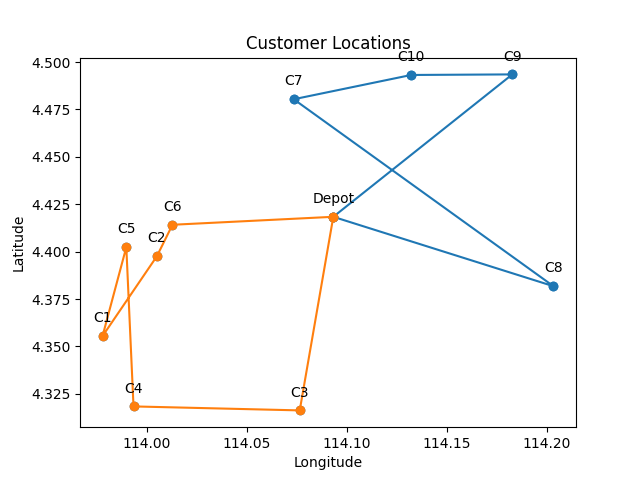 Customer Locations
4.500
4.475
4.450
4.425
4.400
4.375
4.350
4.325
Latitude
C10
C9
C7
Depot
C6
C5
C2
C8
C1
C4
C3
114.00
114.05
114.10
114.15
114.20
Longitude